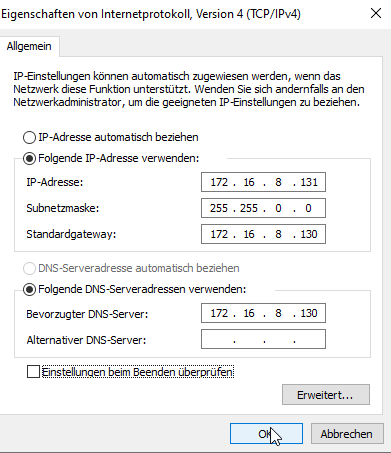 Eigenschaften von Internetprotokoll, Version 4 (TCP/IPv4)
Allgemein
IP-Einstellungen können automatisch zugewiesen werden, wenn das
Netzwerk diese Funktion unterstützt. Wenden Sie sich andernfalls an den
Netzwerkadministrator, um die geeigneten IP-Einstellungen zu beziehen.
IP-Adresse automatisch beziehen
Folgende IP-Adresse verwenden:
IP-Adresse: 172 . 16 . 8 . 131
Subnetzmaske: 255 . 255 . 0 . 0
Standardgateway: 172 . 16 . 8 . 130
DNS-Serveradresse automatisch beziehen
Folgende DNS-Serveradressen verwenden:
Bevorzugter DNS-Server: 172 . 16 . 8 . 130
Alternativer DNS-Server: . . .
Einstellungen beim Beenden überprüfen
Erweitert...
OK Abbrechen